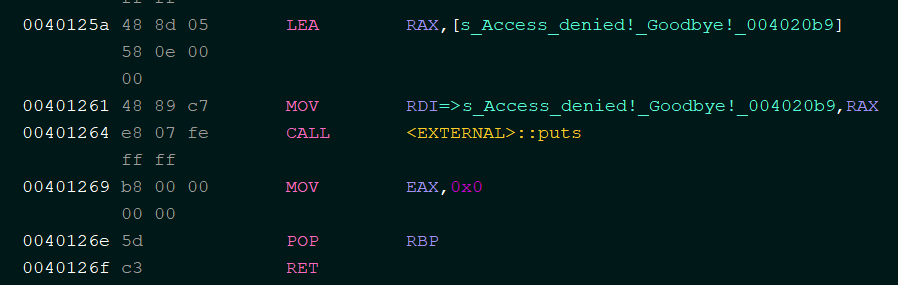 ff ff
0040125a 48 8d 05 LEA RAX,[s_Access_denied!_Goodbye!_004020b9]
58 0e 00
00
00401261 48 89 c7 MOV RDI=>s_Access_denied!_Goodbye!_004020b9,RAX
00401264 e8 07 fe CALL <EXTERNAL>::puts
ff ff
00401269 b8 00 00 MOV EAX,0x0
00 00
0040126e 5d POP RBP
0040126f c3 RET